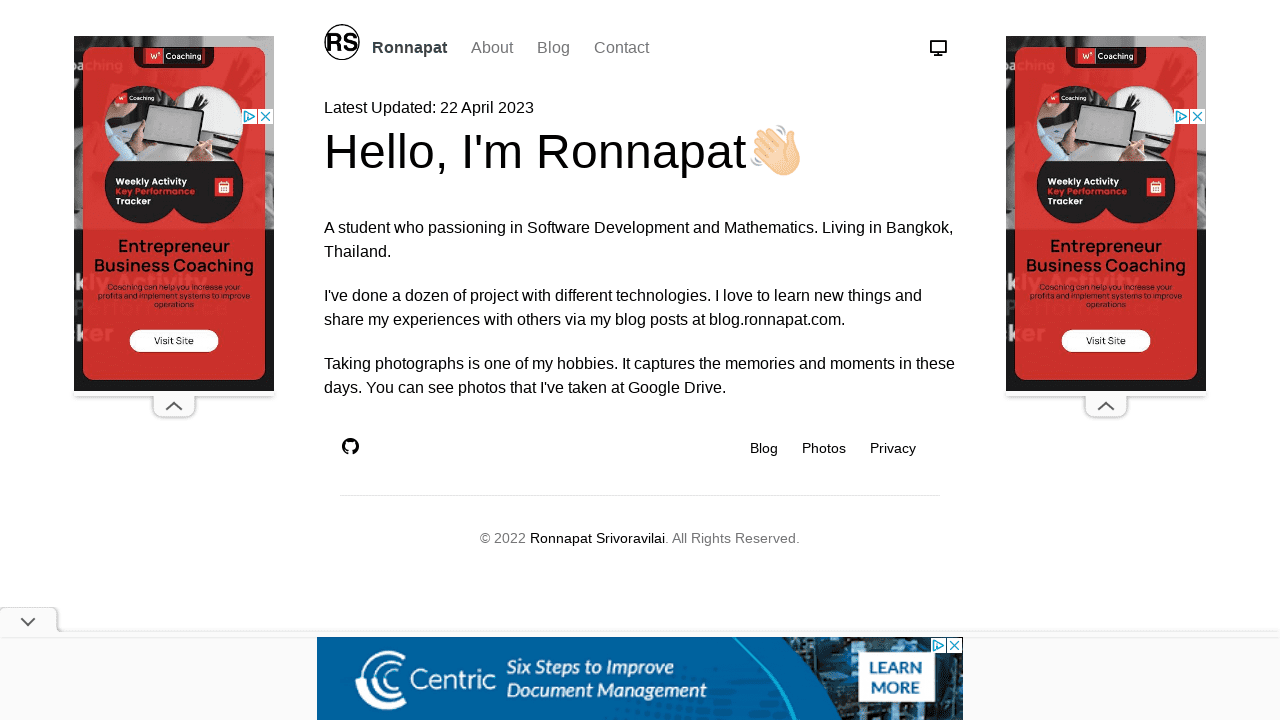 RS
Ronnapat
About
Blog
Contact
Latest Updated: 22 April 2023
Hello, I'm Ronnapat👋🏻
A student who passioning in Software Development and Mathematics. Living in Bangkok,
Thailand.
I've done a dozen of project with different technologies. I love to learn new things and
share my experiences with others via my blog posts at blog.ronnapat.com.
Taking photographs is one of my hobbies. It captures the memories and moments in these
days. You can see photos that I've taken at Google Drive.
Blog
Photos
Privacy
© 2022 Ronnapat Srivoravilai. All Rights Reserved.
W Coaching
Coaching
Weekly Activity
Key Performance
Tracker
Entrepreneur
Business Coaching
Coaching can help you increase your
profits and implement systems to improve
operations
Visit Site
W Coaching
Coaching
Weekly Activity
Key Performance
Tracker
Entrepreneur
Business Coaching
Coaching can help you increase your
profits and implement systems to improve
operations
Visit Site
Centric
Six Steps to Improve
Document Management
LEARN
MORE